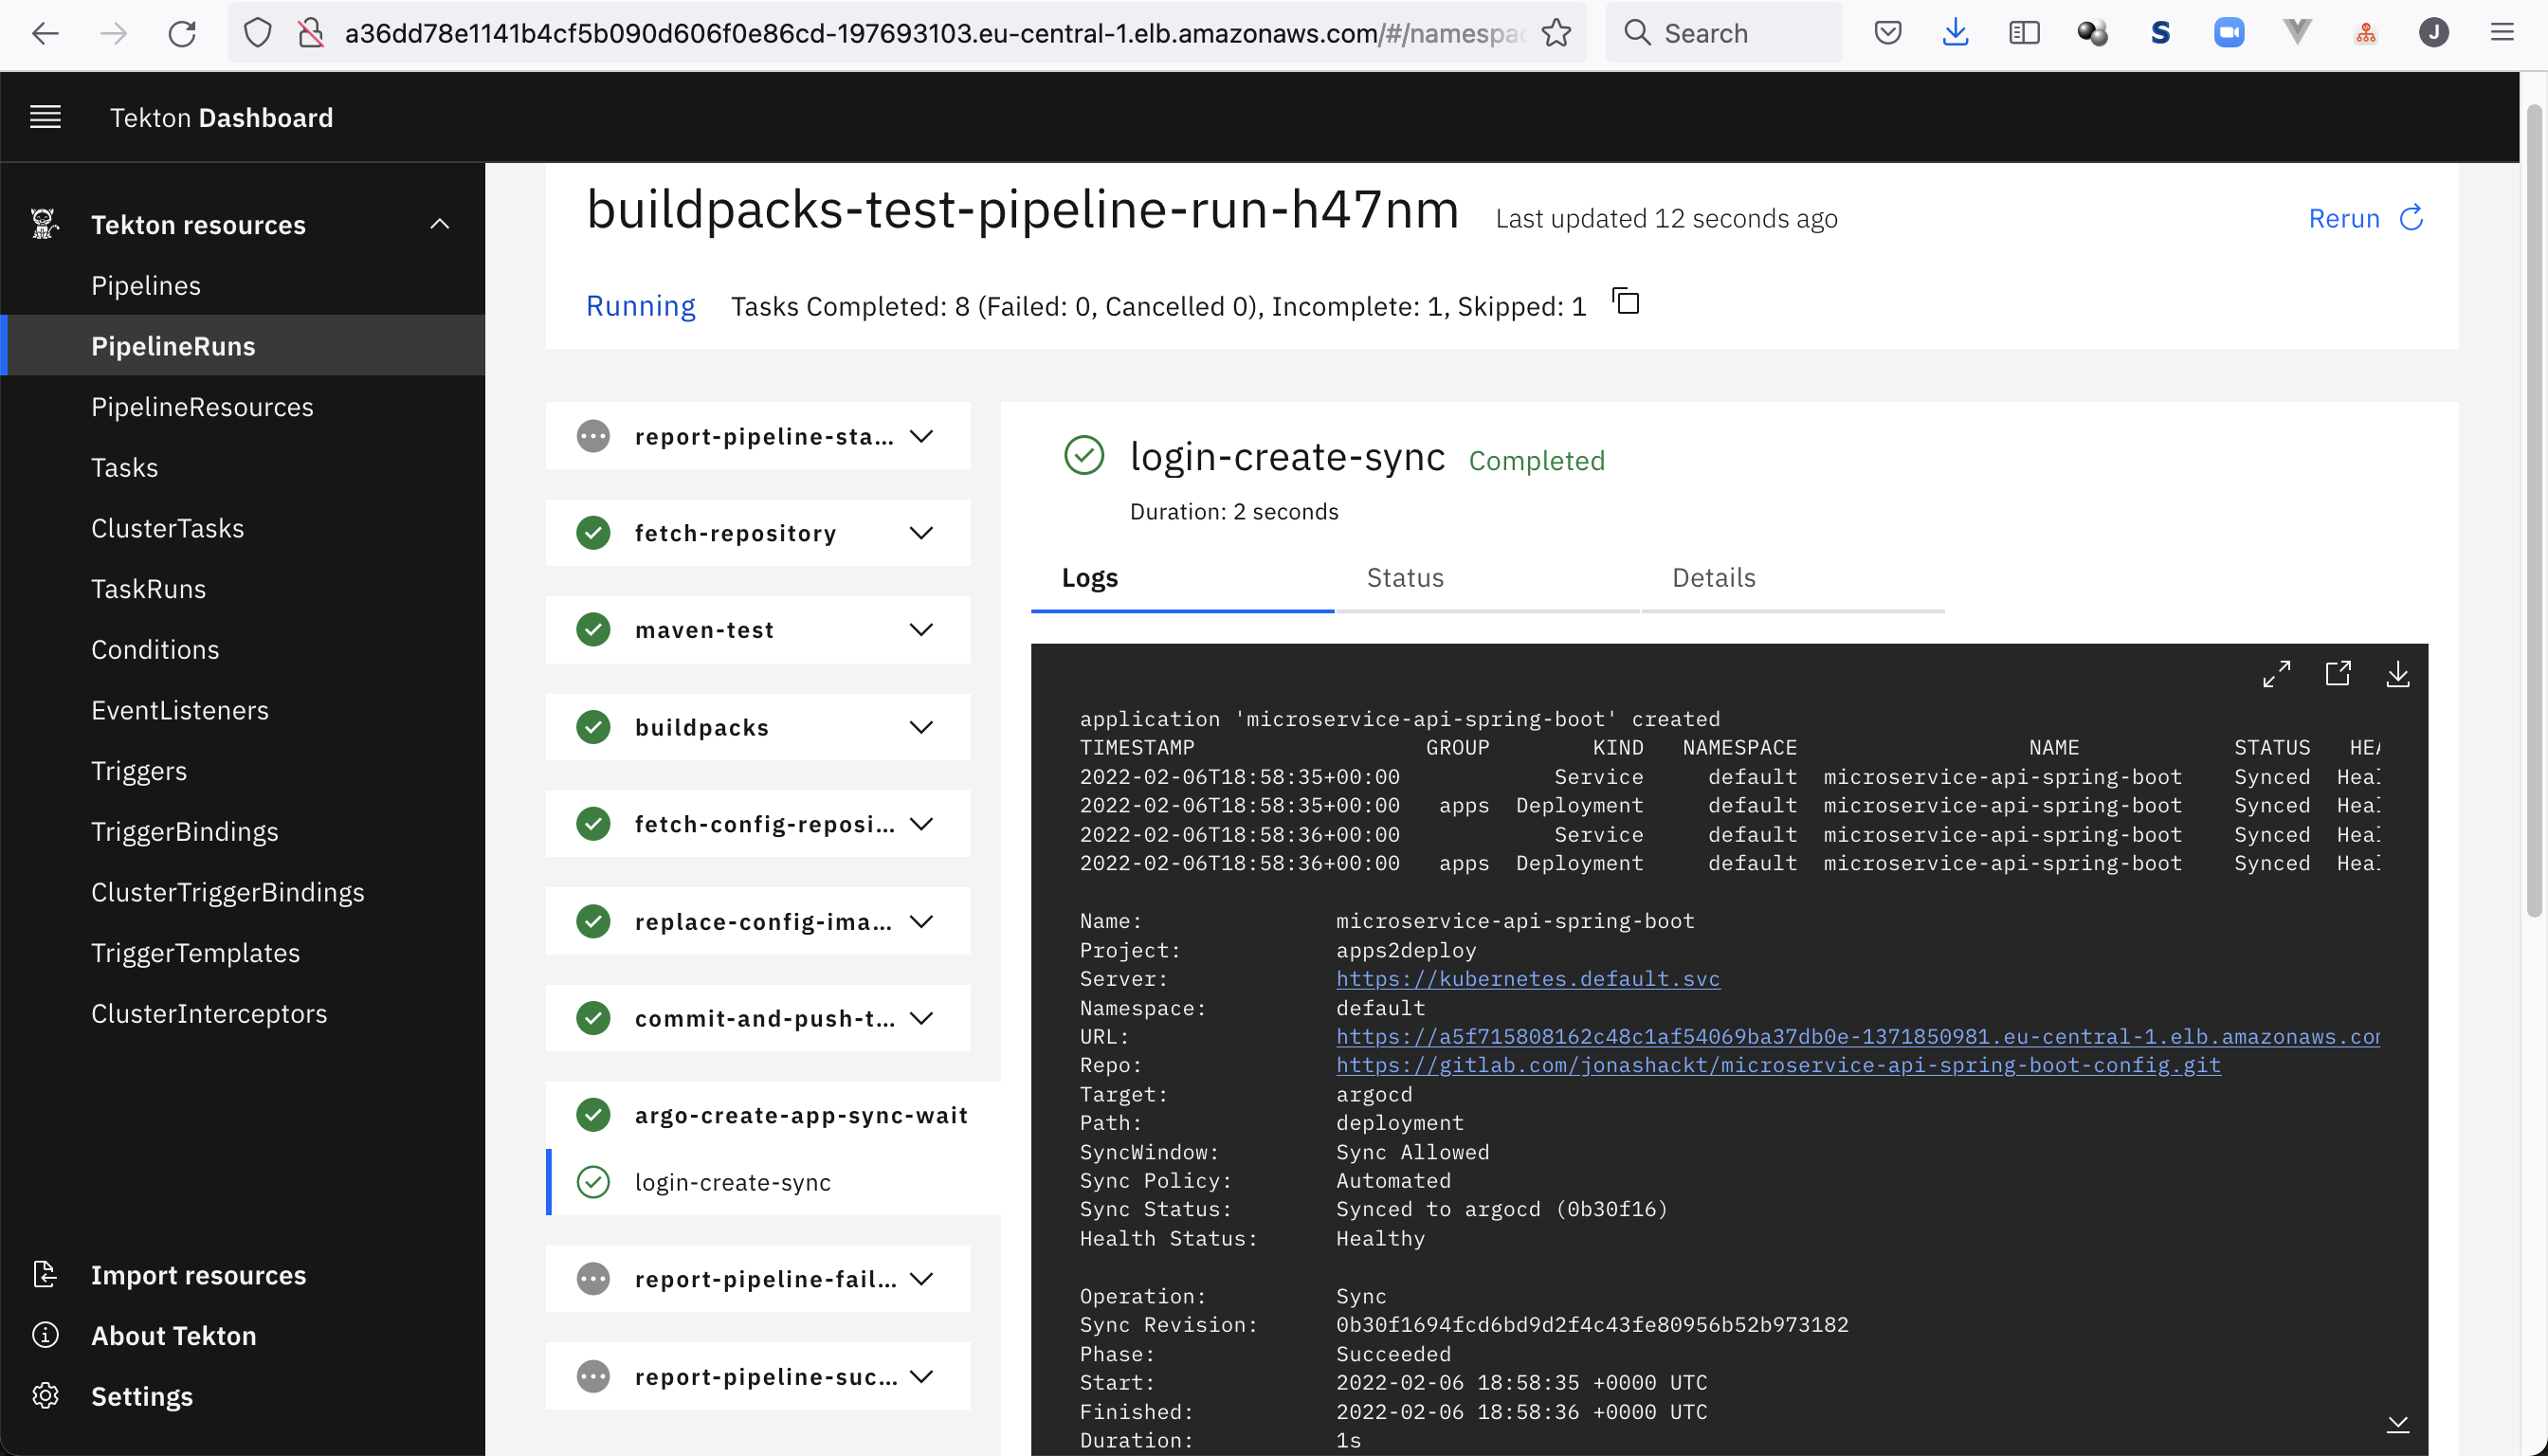 a36dd78e1141b4cf5b090d606f0e86cd-197693103.eu-central-1.elb.amazonaws.com/#/namespac
Search
S
J
Tekton Dashboard
Tekton resources
Pipelines
PipelineRuns
PipelineResources
Tasks
ClusterTasks
TaskRuns
Conditions
EventListeners
Triggers
TriggerBindings
ClusterTriggerBindings
TriggerTemplates
ClusterInterceptors
Import resources
About Tekton
Settings
buildpacks-test-pipeline-run-h47nm Last updated 12 seconds ago Rerun
Running Tasks Completed: 8 (Failed: 0, Cancelled 0), Incomplete: 1, Skipped: 1
report-pipeline-sta...
fetch-repository
maven-test
buildpacks
fetch-config-reposi...
replace-config-ima...
commit-and-push-t...
argo-create-app-sync-wait
login-create-sync
report-pipeline-fail...
report-pipeline-suc...
login-create-sync Completed
Duration: 2 seconds
Logs Status Details
application 'microservice-api-spring-boot' created
TIMESTAMP GROUP KIND NAMESPACE NAME STATUS HEA
2022-02-06T18:58:35+00:00 Service default microservice-api-spring-boot Synced Heal
2022-02-06T18:58:35+00:00 apps Deployment default microservice-api-spring-boot Synced Heal
2022-02-06T18:58:36+00:00 Service default microservice-api-spring-boot Synced Heal
2022-02-06T18:58:36+00:00 apps Deployment default microservice-api-spring-boot Synced Heal
Name: microservice-api-spring-boot
Project: apps2deploy
Server: https://kubernetes.default.svc
Namespace: default
URL: https://a5f715808162c48c1af54069ba37db0e-1371850981.eu-central-1.elb.amazonaws.com
Repo: https://gitlab.com/jonashackt/microservice-api-spring-boot-config.git
Target: argocd
Path: deployment
SyncWindow: Sync Allowed
Sync Policy: Automated
Sync Status: Synced to argocd (0b30f16)
Health Status: Healthy
Operation: Sync
Sync Revision: 0b30f1694fcd6bd9d2f4c43fe80956b52b973182
Phase: Succeeded
Start: 2022-02-06 18:58:35 +0000 UTC
Finished: 2022-02-06 18:58:36 +0000 UTC
Duration: 1s